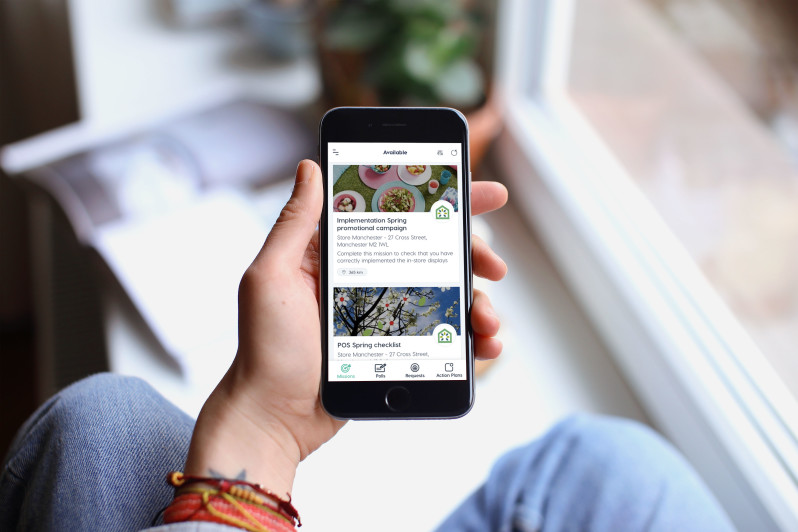 Available
Implementation Spring
promotional campaign
Store Manchester - 27 Cross Street,
Manchester M2 1WL
Complete this mission to check that you have
correctly implemented the in-store displays
365 km
POS Spring checklist
Store Manchester - 27 Cross Street,
Missions Polls Requests Action Plans